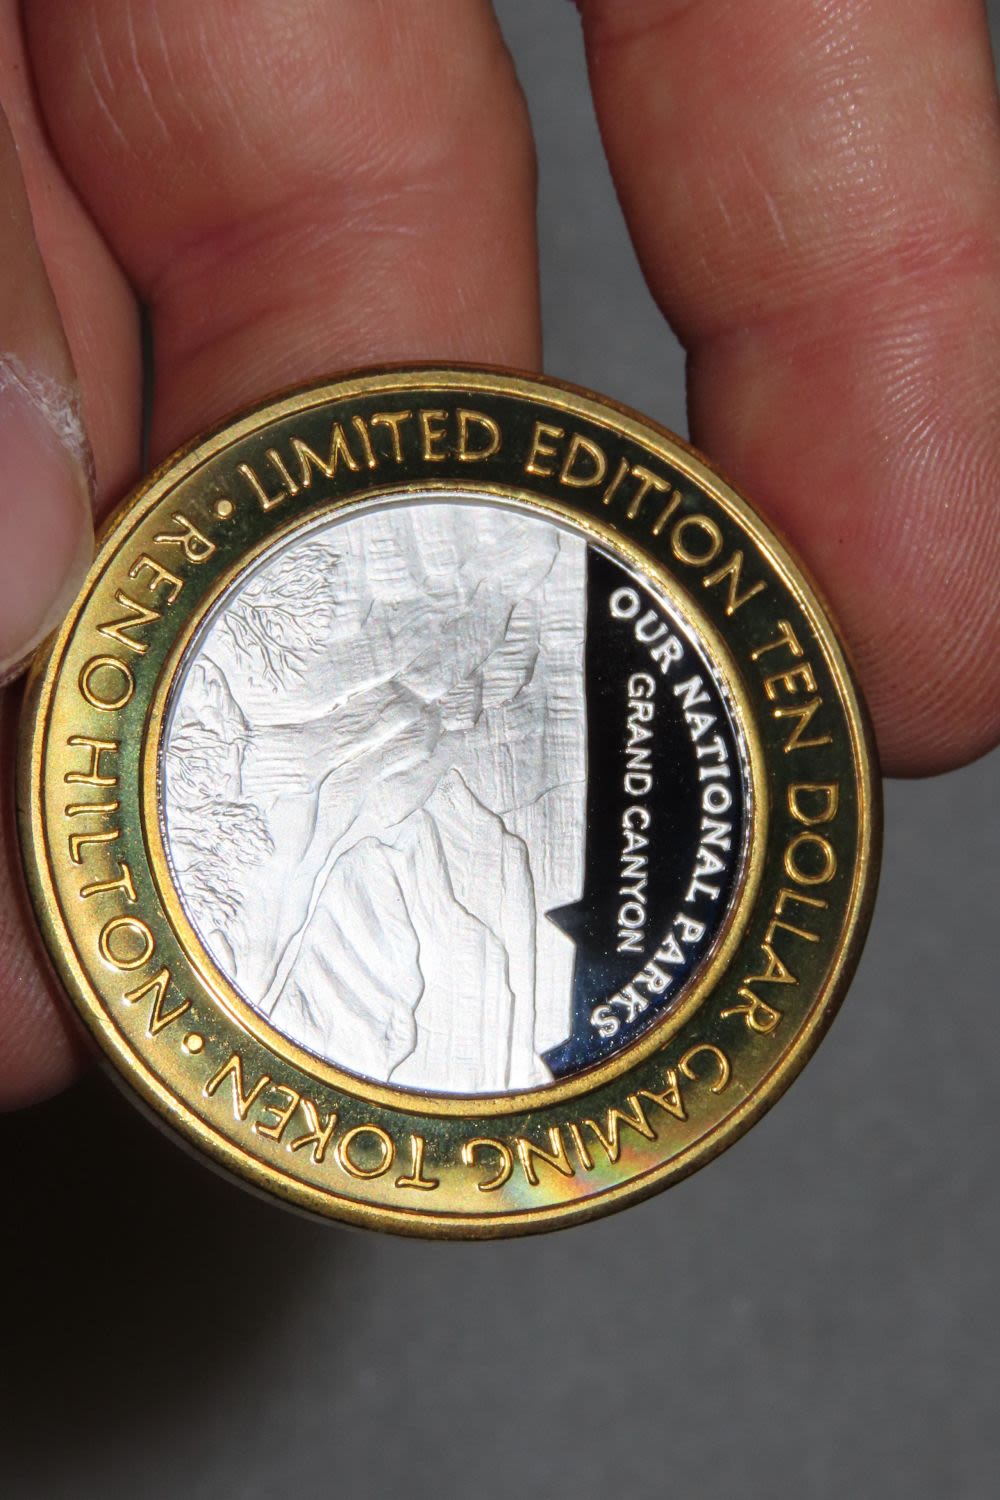 LIMITED EDITION TEN DOLLAR GAMING TOKEN • RENO HILTON •
OUR NATIONAL PARKS
GRAND CANYON